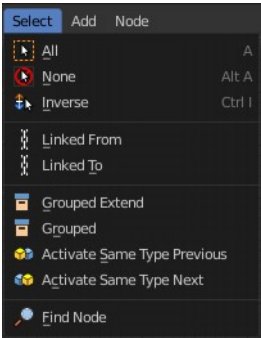 Select Add Node
All A
None Alt A
Inverse Ctrl I
Linked From
Linked To
Grouped Extend
Grouped
Activate Same Type Previous
Activate Same Type Next
Find Node